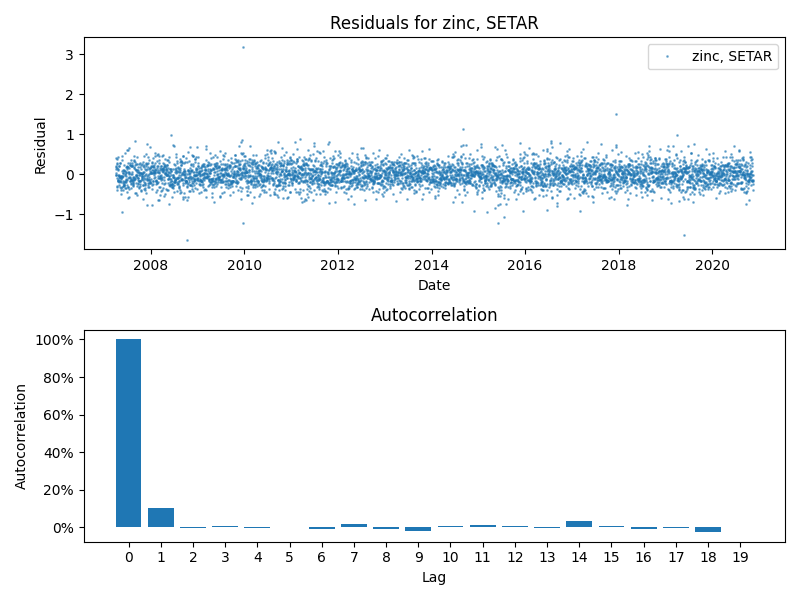 Residuals for zinc, SETAR
zinc, SETAR
3
2
1
0
−1
Residual
2008 2010 2012 2014 2016 2018 2020
Date
Autocorrelation
100%
80%
60%
40%
20%
0%
Autocorrelation
0 1 2 3 4 5 6 7 8 9 10 11 12 13 14 15 16 17 18 19
Lag